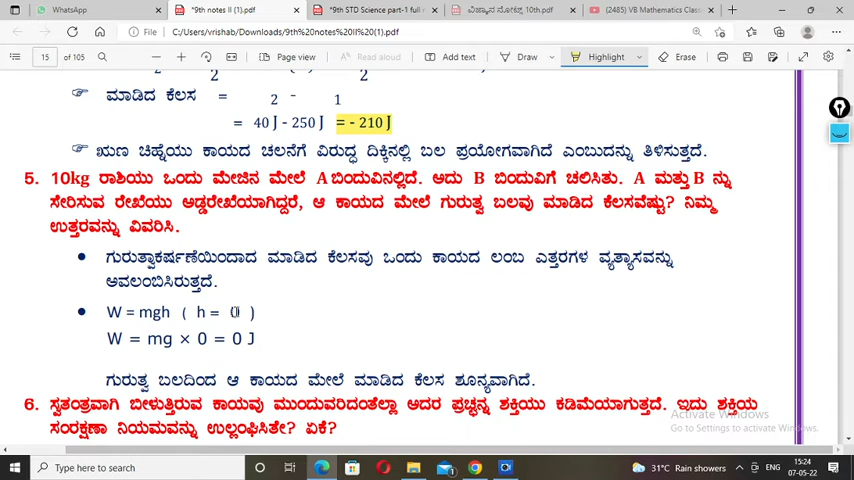 WhatsApp
*9th notes II (1).pdf
*9th STD Science part-1 full n
ವಿಜ್ಞಾನ ನೋಟ್ಸ್ 10th.pdf
(2485) VB Mathematics Class
File
C:/Users/vrishab/Downloads/9th%20notes%20II%20(1).pdf
15 of 105
Page view
Read aloud
Draw
Highlight
Erase
2 2
ಮಾಡಿದ ಕೆಲಸ = 2 - 1
= 40 J - 250 J = - 210 J
ಋಣ ಚಿಹ್ನೆಯು ಕಾಯದ ಚಲನೆಗೆ ವಿರುದ್ಧ ದಿಕ್ಕಿನಲ್ಲಿ ಬಲ ಪ್ರಯೋಗವಾಗಿದೆ ಎಂಬುದನ್ನು ತಿಳಿಸುತ್ತದೆ.
5. 10kg ರಾಶಿಯು ಒಂದು ಮೇಜಿನ ಮೇಲೆ A ಬಿಂದುವಿನಲ್ಲಿದೆ. ಅದು B ಬಿಂದುವಿಗೆ ಚಲಿಸಿತು. A ಮತ್ತು B ನ್ನು
ಸೇರಿಸುವ ರೇಖೆಯು ಅಡ್ಡರೇಖೆಯಾಗಿದ್ದರೆ, ಆ ಕಾಯದ ಮೇಲೆ ಗುರುತ್ವ ಬಲವು ಮಾಡಿದ ಕೆಲಸವೆಷ್ಟು? ನಿಮ್ಮ
ಉತ್ತರವನ್ನು ವಿವರಿಸಿ.
• ಗುರುತ್ವಾಕರ್ಷಣೆಯಿಂದಾದ ಮಾಡಿದ ಕೆಲಸವು ಒಂದು ಕಾಯದ ಲಂಬ ಎತ್ತರಗಳ ವ್ಯತ್ಯಾಸವನ್ನು
ಅವಲಂಬಿಸಿರುತ್ತದೆ.
• W = mgh ( h = 0 )
W = mg × 0 = 0 J
ಗುರುತ್ವ ಬಲದಿಂದ ಆ ಕಾಯದ ಮೇಲೆ ಮಾಡಿದ ಕೆಲಸ ಶೂನ್ಯವಾಗಿದೆ.
6. ಸ್ವತಂತ್ರವಾಗಿ ಬೀಳುತ್ತಿರುವ ಕಾಯವು ಮುಂದುವರಿದಂತೆಲ್ಲಾ ಅದರ ಪ್ರಚ್ಛನ್ನ ಶಕ್ತಿಯು ಕಡಿಮೆಯಾಗುತ್ತದೆ. ಇದು ಶಕ್ತಿಯ
ಸಂರಕ್ಷಣಾ ನಿಯಮವನ್ನು ಉಲ್ಲಂಘಿಸಿತೇ? ಏಕೆ?
Activate Windows
Go to Settings to activate Windows.
Type here to search
31°C Rain showers
ENG
15:24
07-05-22